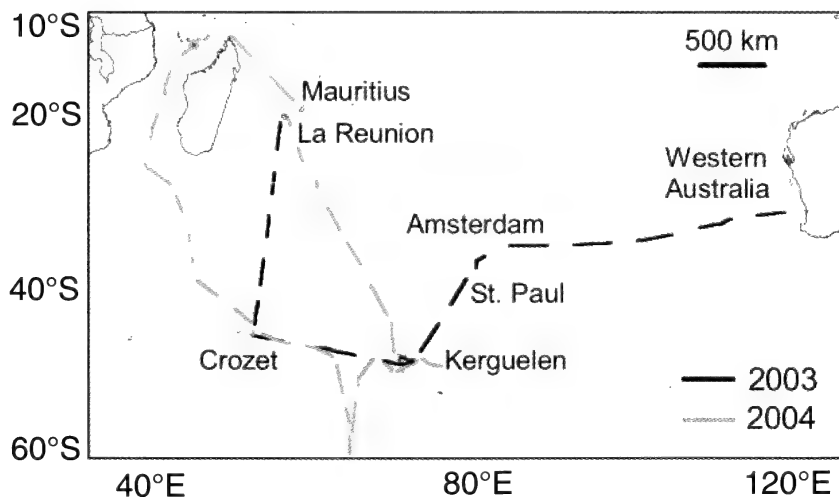 10°S
500 km
Mauritius
20°S
La Reunion
Western
Australia
Amsterdam
40°S
St. Paul
Crozet
Kerguelen
2003
2004
60°S
40°E
80°E
120°E